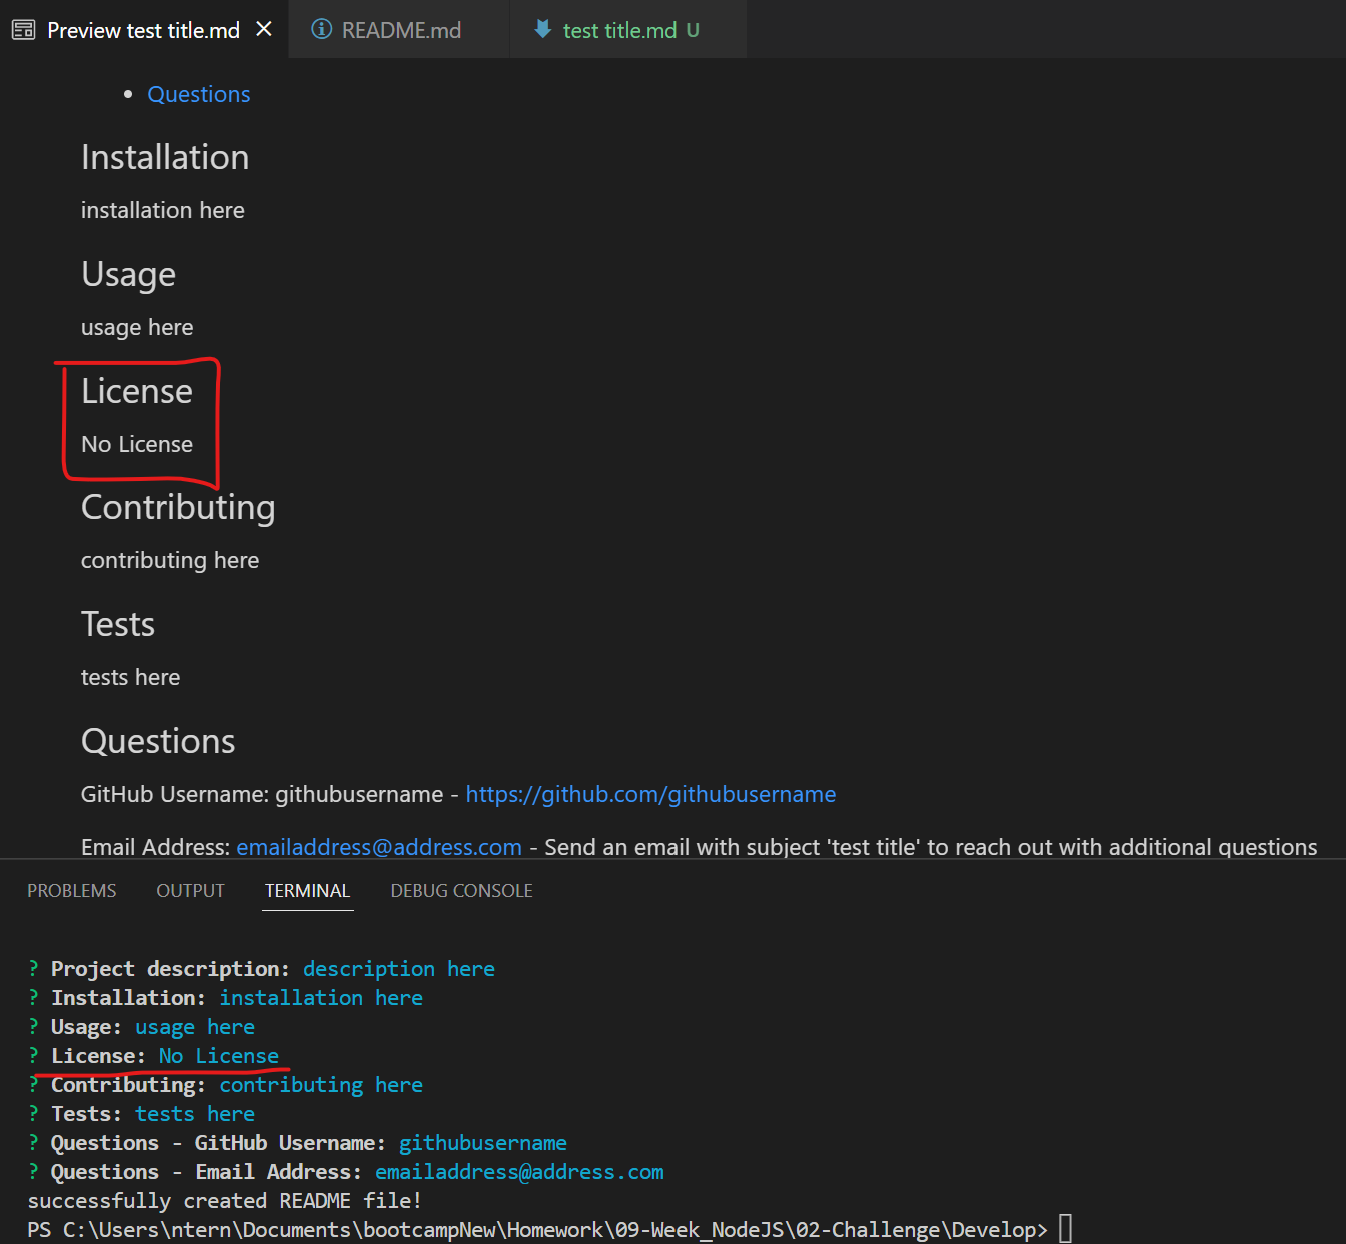 Preview test title.md
README.md
test title.md U
Questions
Installation
installation here
Usage
usage here
License
No License
Contributing
contributing here
Tests
tests here
Questions
GitHub Username: githubusername - https://github.com/githubusername
Email Address: emailaddress@address.com - Send an email with subject 'test title' to reach out with additional questions
PROBLEMS OUTPUT TERMINAL DEBUG CONSOLE
? Project description: description here
? Installation: installation here
? Usage: usage here
? License: No License
? Contributing: contributing here
? Tests: tests here
? Questions - GitHub Username: githubusername
? Questions - Email Address: emailaddress@address.com
successfully created README file!
PS C:\Users\ntern\Documents\bootcampNew\Homework\09-Week_NodeJS\02-Challenge\Develop>